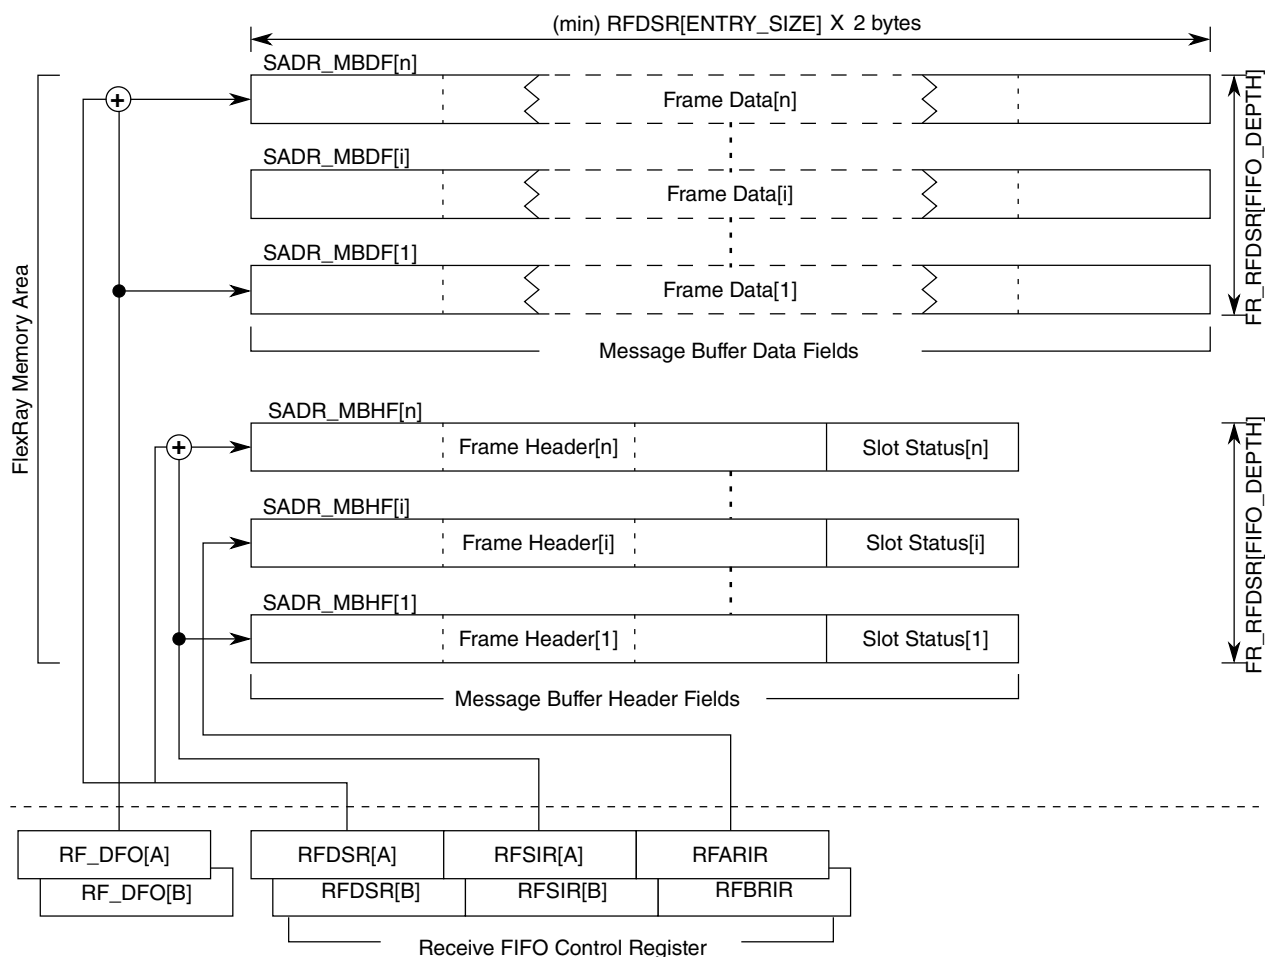 (min) RFDSR[ENTRY_SIZE] X 2 bytes
SADR_MBDF[n]
Frame Data[n]
SADR_MBDF[i]
Frame Data[i]
SADR_MBDF[1]
Frame Data[1]
Message Buffer Data Fields
FR_RFDSR[FIFO_DEPTH]
FlexRay Memory Area
SADR_MBHF[n]
Frame Header[n] Slot Status[n]
SADR_MBHF[i]
Frame Header[i] Slot Status[i]
SADR_MBHF[1]
Frame Header[1] Slot Status[1]
Message Buffer Header Fields
FR_RFDSR[FIFO_DEPTH]
RF_DFO[A] RFDSR[A] RFSIR[A] RFARIR
RF_DFO[B] RFDSR[B] RFSIR[B] RFBRIR
Receive FIFO Control Register